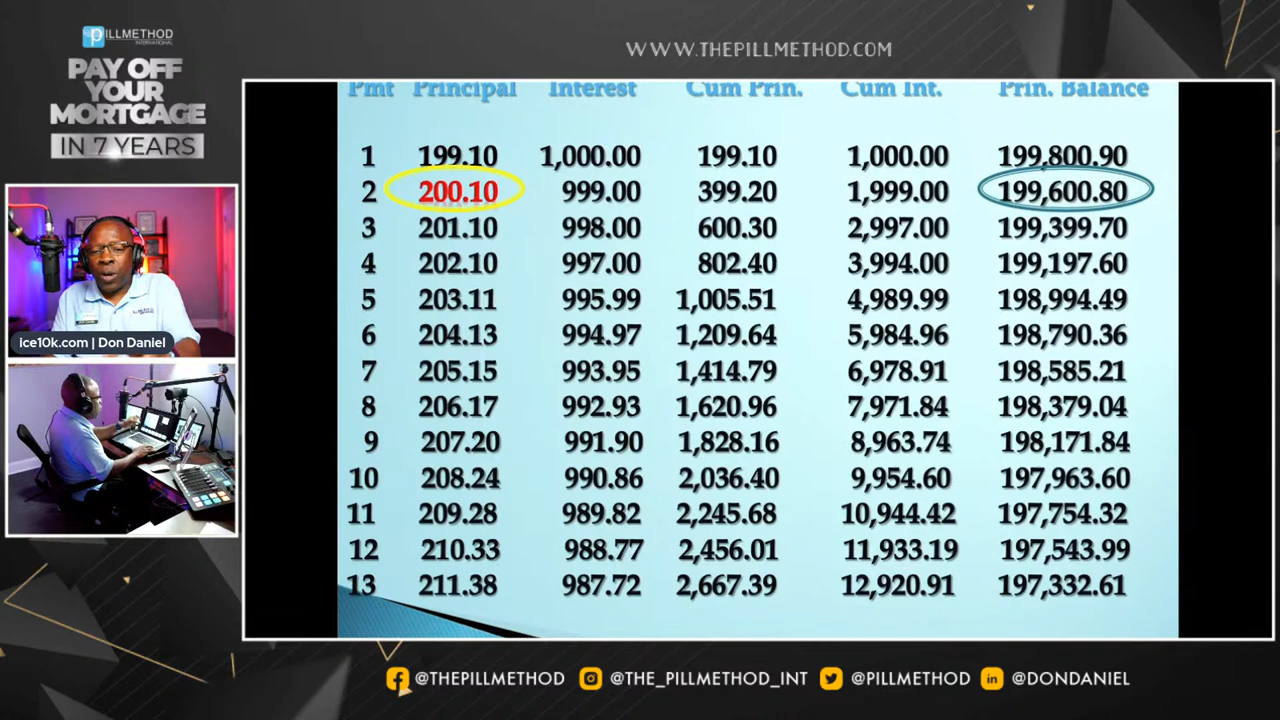 PILLMETHOD
INTERNATIONAL
PAY OFF
YOUR
MORTGAGE
IN 7 YEARS
WWW.THEPILLMETHOD.COM
Pmt Principal Interest Cum Prin. Cum Int. Prin. Balance
1 199.10 1,000.00 199.10 1,000.00 199,800.90
2 200.10 999.00 399.20 1,999.00 199,600.80
3 201.10 998.00 600.30 2,997.00 199,399.70
4 202.10 997.00 802.40 3,994.00 199,197.60
5 203.11 995.99 1,005.51 4,989.99 198,994.49
6 204.13 994.97 1,209.64 5,984.96 198,790.36
7 205.15 993.95 1,414.79 6,978.91 198,585.21
8 206.17 992.93 1,620.96 7,971.84 198,379.04
9 207.20 991.90 1,828.16 8,963.74 198,171.84
10 208.24 990.86 2,036.40 9,954.60 197,963.60
11 209.28 989.82 2,245.68 10,944.42 197,754.32
12 210.33 988.77 2,456.01 11,933.19 197,543.99
13 211.38 987.72 2,667.39 12,920.91 197,332.61
ice10k.com | Don Daniel
@THEPILLMETHOD @THE_PILLMETHOD_INT @PILLMETHOD @DONDANIEL